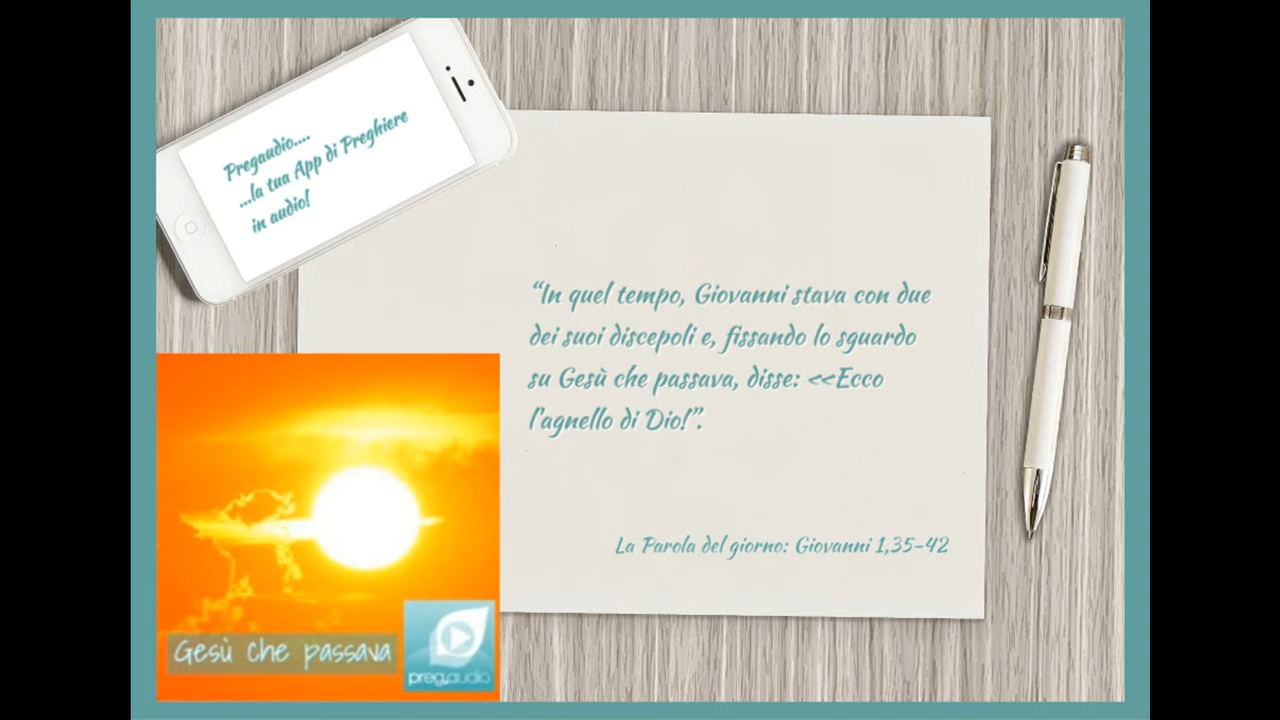 Pregaudio....
...la tua App di Preghiere
in audio!
“In quel tempo, Giovanni stava con due
dei suoi discepoli e, fissando lo sguardo
su Gesù che passava, disse: <<Ecco
l'agnello di Dio!”.
La Parola del giorno: Giovanni 1,35-42
Gesù che passava
preg.audio